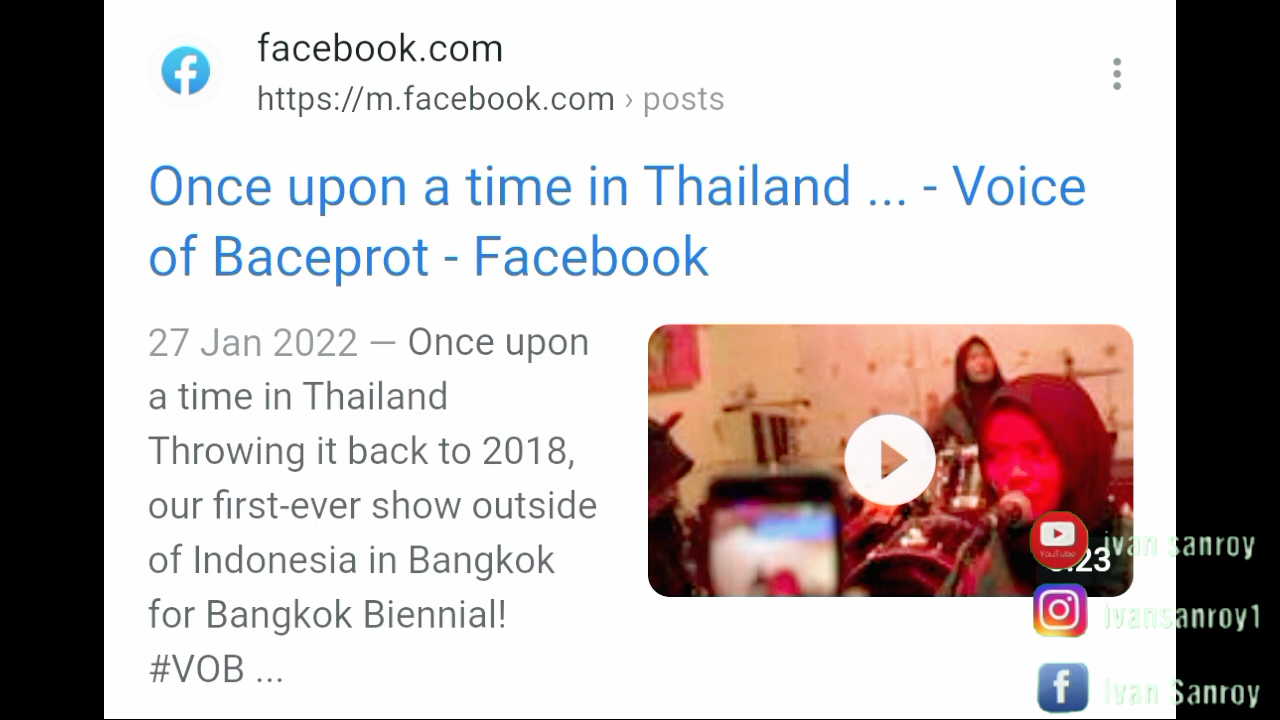 facebook.com
https://m.facebook.com › posts
Once upon a time in Thailand ... - Voice
of Baceprot - Facebook
27 Jan 2022 — Once upon
a time in Thailand
Throwing it back to 2018,
our first-ever show outside
of Indonesia in Bangkok
for Bangkok Biennial!
#VOB ...
YouTube
ivan sanroy
:23
Ivansanroy1
Ivan Sanroy